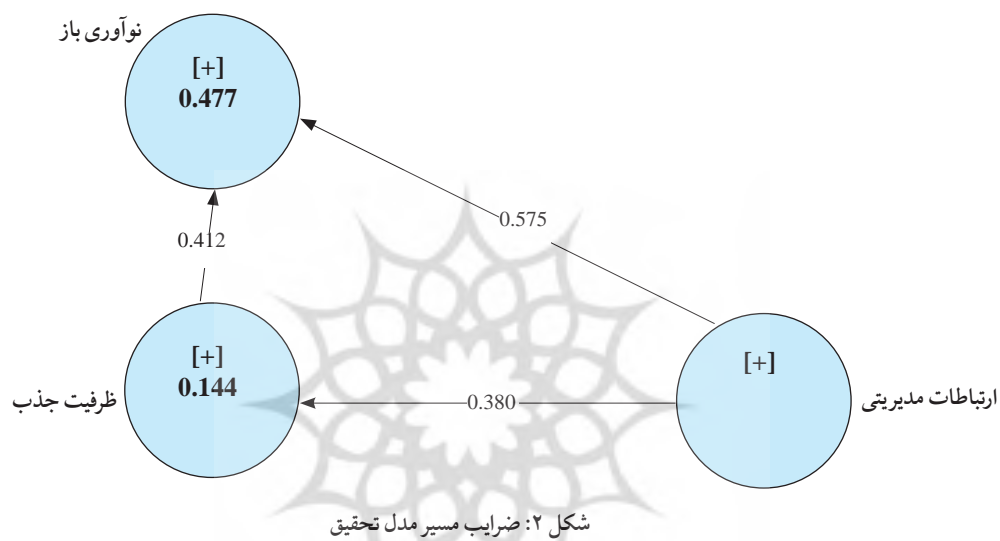 نوآوری باز
[+]
0.477
0.575
0.412
[+]
0.144
ظرفیت جذب
0.380
[+]
ارتباطات مدیریتی
شکل ۲: ضرایب مسیر مدل تحقیق